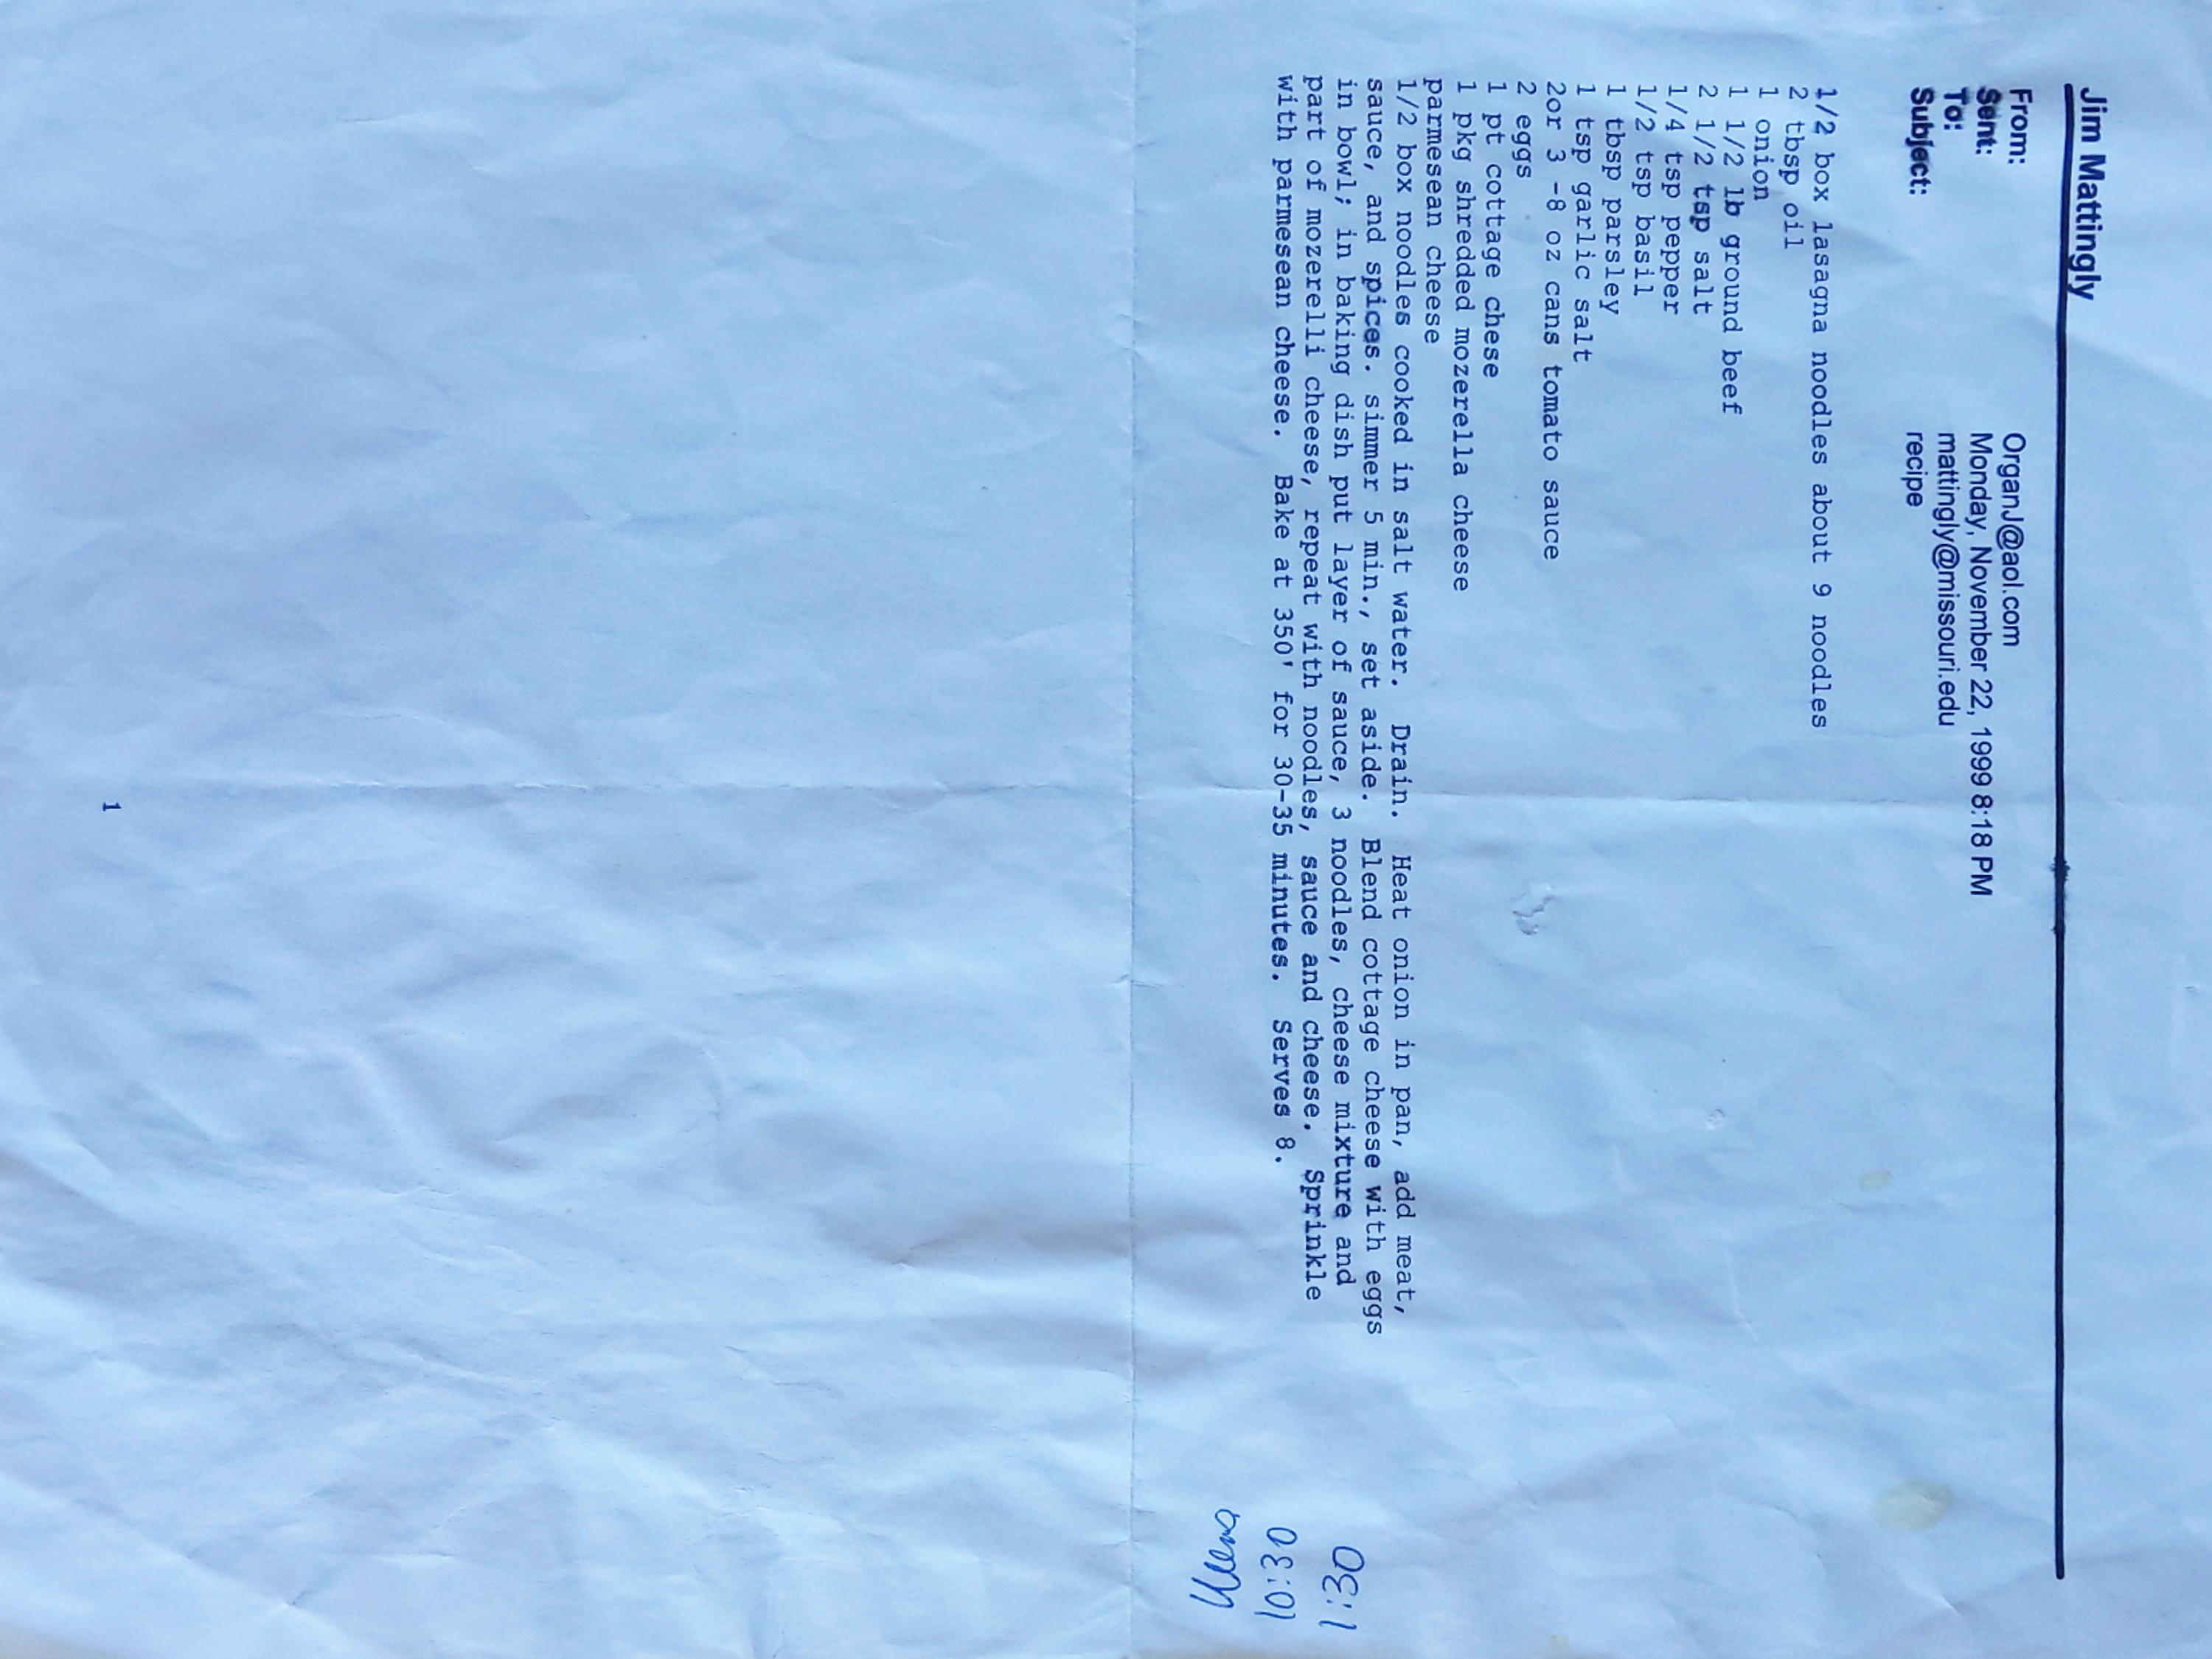 Jim Mattingly
From: OrganJ@aol.com
Sent: Monday, November 22, 1999 8:18 PM
To: mattingly@missouri.edu
Subject: recipe
1/2 box lasagna noodles about 9 noodles
2 tbsp oil
1 onion
1 1/2 lb ground beef
2 1/2 tsp salt
1/4 tsp pepper
1/2 tsp basil
1 tbsp parsley
1 tsp garlic salt
2or 3 -8 oz cans tomato sauce
2 eggs
1 pt cottage chese
1 pkg shredded mozerella cheese
parmesean cheese
1/2 box noodles cooked in salt water.  Drain.  Heat onion in pan, add meat,
sauce, and spices. simmer 5 min., set aside.  Blend cottage cheese with eggs
in bowl; in baking dish put layer of sauce, 3 noodles, cheese mixture and
part of mozerelli cheese, repeat with noodles, sauce and cheese.  Sprinkle
with parmesean cheese.  Bake at 350' for 30-35 minutes.  Serves 8.
10:30
1:30
1